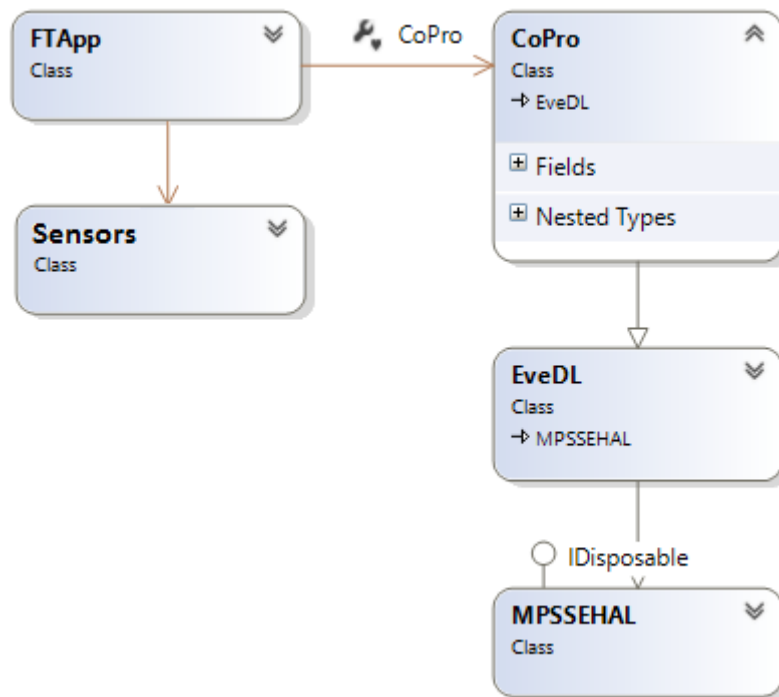 FTApp
Class
CoPro
CoPro
Class
EveDL
Fields
Nested Types
Sensors
Class
EveDL
Class
MPSSEHAL
IDisposable
MPSSEHAL
Class